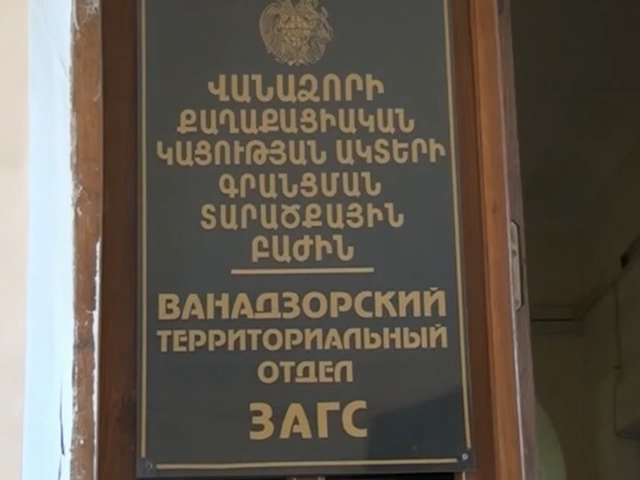 ՎԱՆԱՁՈՐԻ
ՔԱՂԱՔԱՑԻԱԿԱՆ
ԿԱՑՈՒԹՅԱՆ ԱԿՏԵՐԻ
ԳՐԱՆՑՄԱՆ
ՏԱՐԱԾՔԱՅԻՆ
ԲԱԺԻՆ
ВАНАДЗОРСКИЙ
ТЕРРИТОРИАЛЬНЫЙ
ОТДЕЛ
ЗАГС